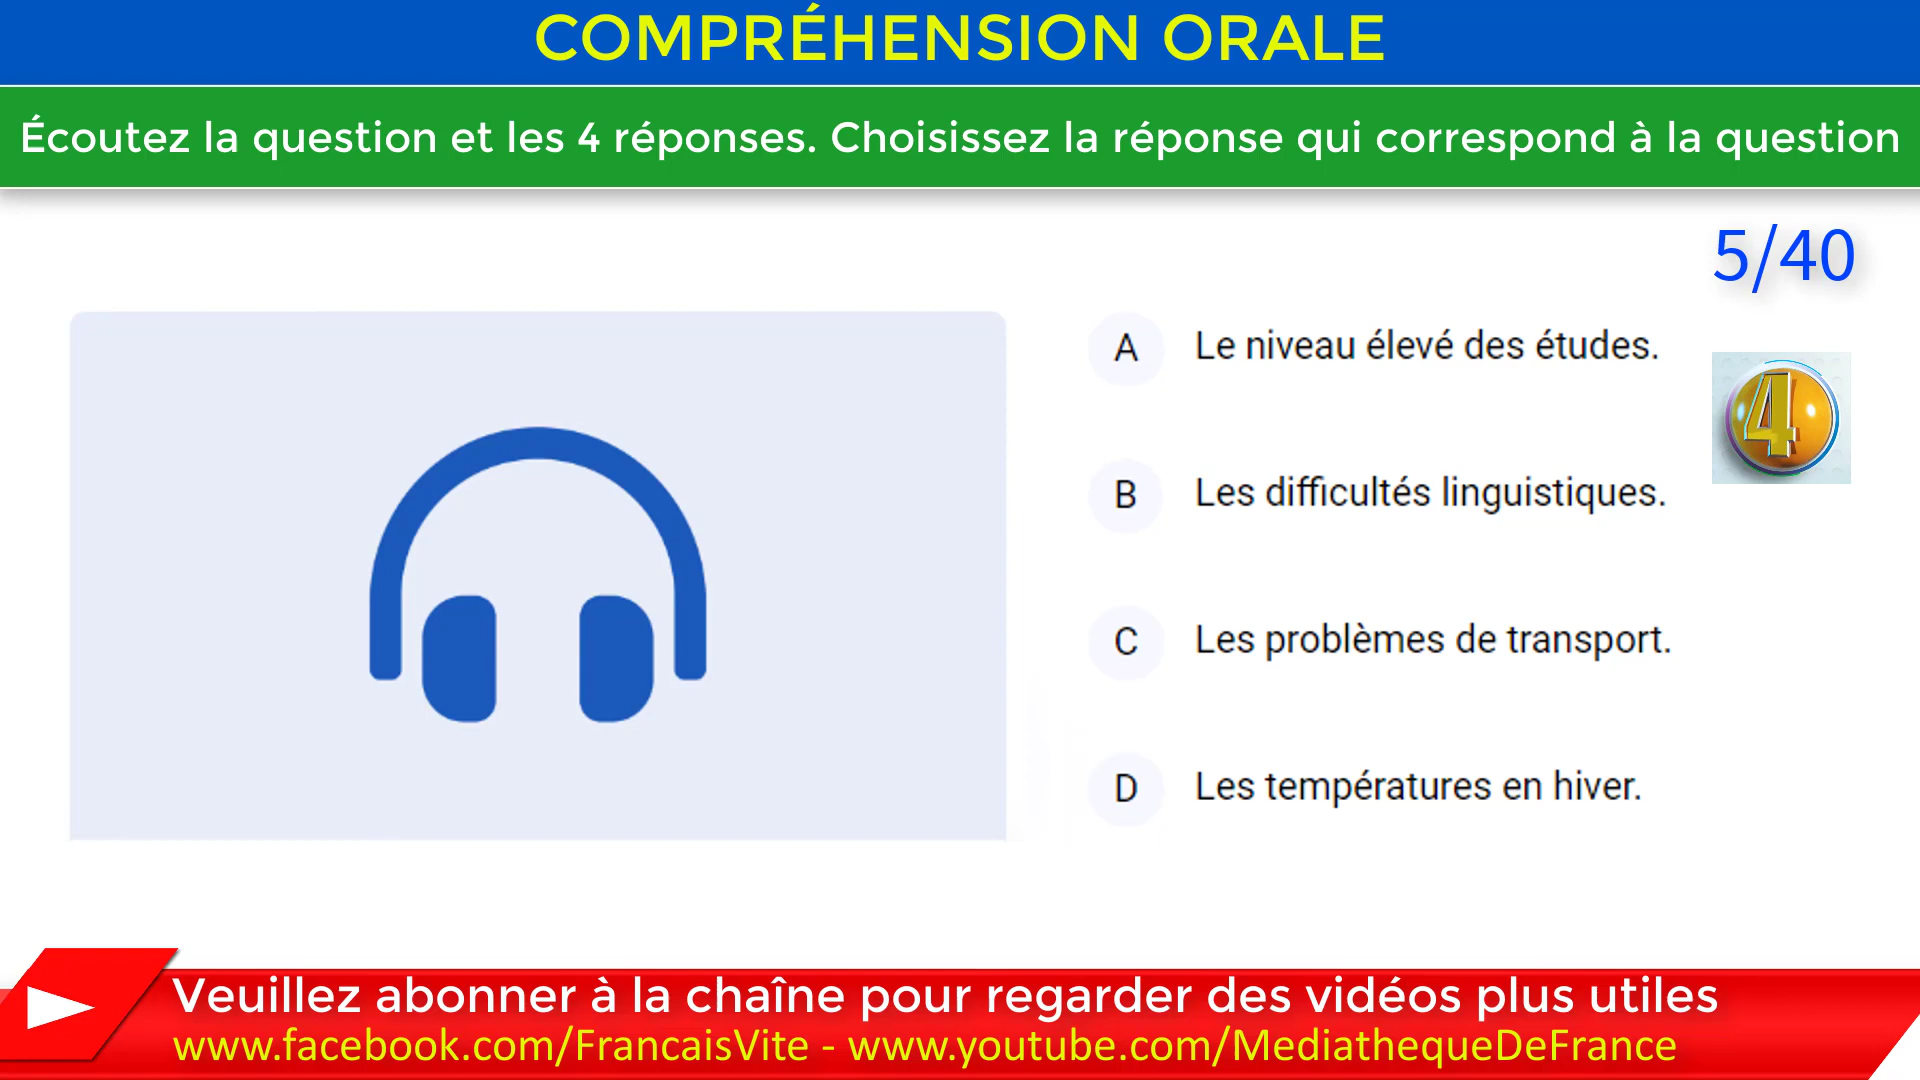 COMPRÉHENSION ORALE
Écoutez la question et les 4 réponses. Choisissez la réponse qui correspond à la question
5/40
A Le niveau élevé des études.
4
B Les difficultés linguistiques.
C Les problèmes de transport.
D Les températures en hiver.
Veuillez abonner à la chaîne pour regarder des vidéos plus utiles
www.facebook.com/FrancaisVite - www.youtube.com/MediathequeDeFrance